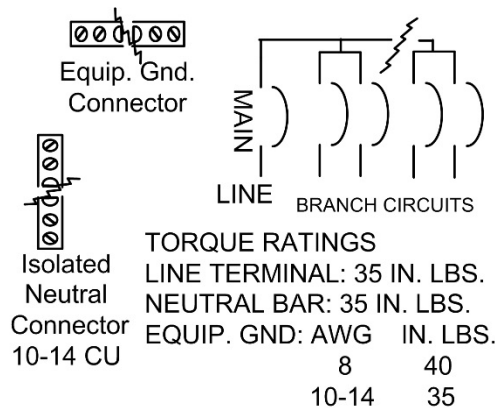 Equip. Gnd.
Connector
MAIN
LINE
BRANCH CIRCUITS
Isolated
Neutral
Connector
10-14 CU
TORQUE RATINGS
LINE TERMINAL: 35 IN. LBS.
NEUTRAL BAR: 35 IN. LBS.
EQUIP. GND: AWG IN. LBS.
8 40
10-14 35